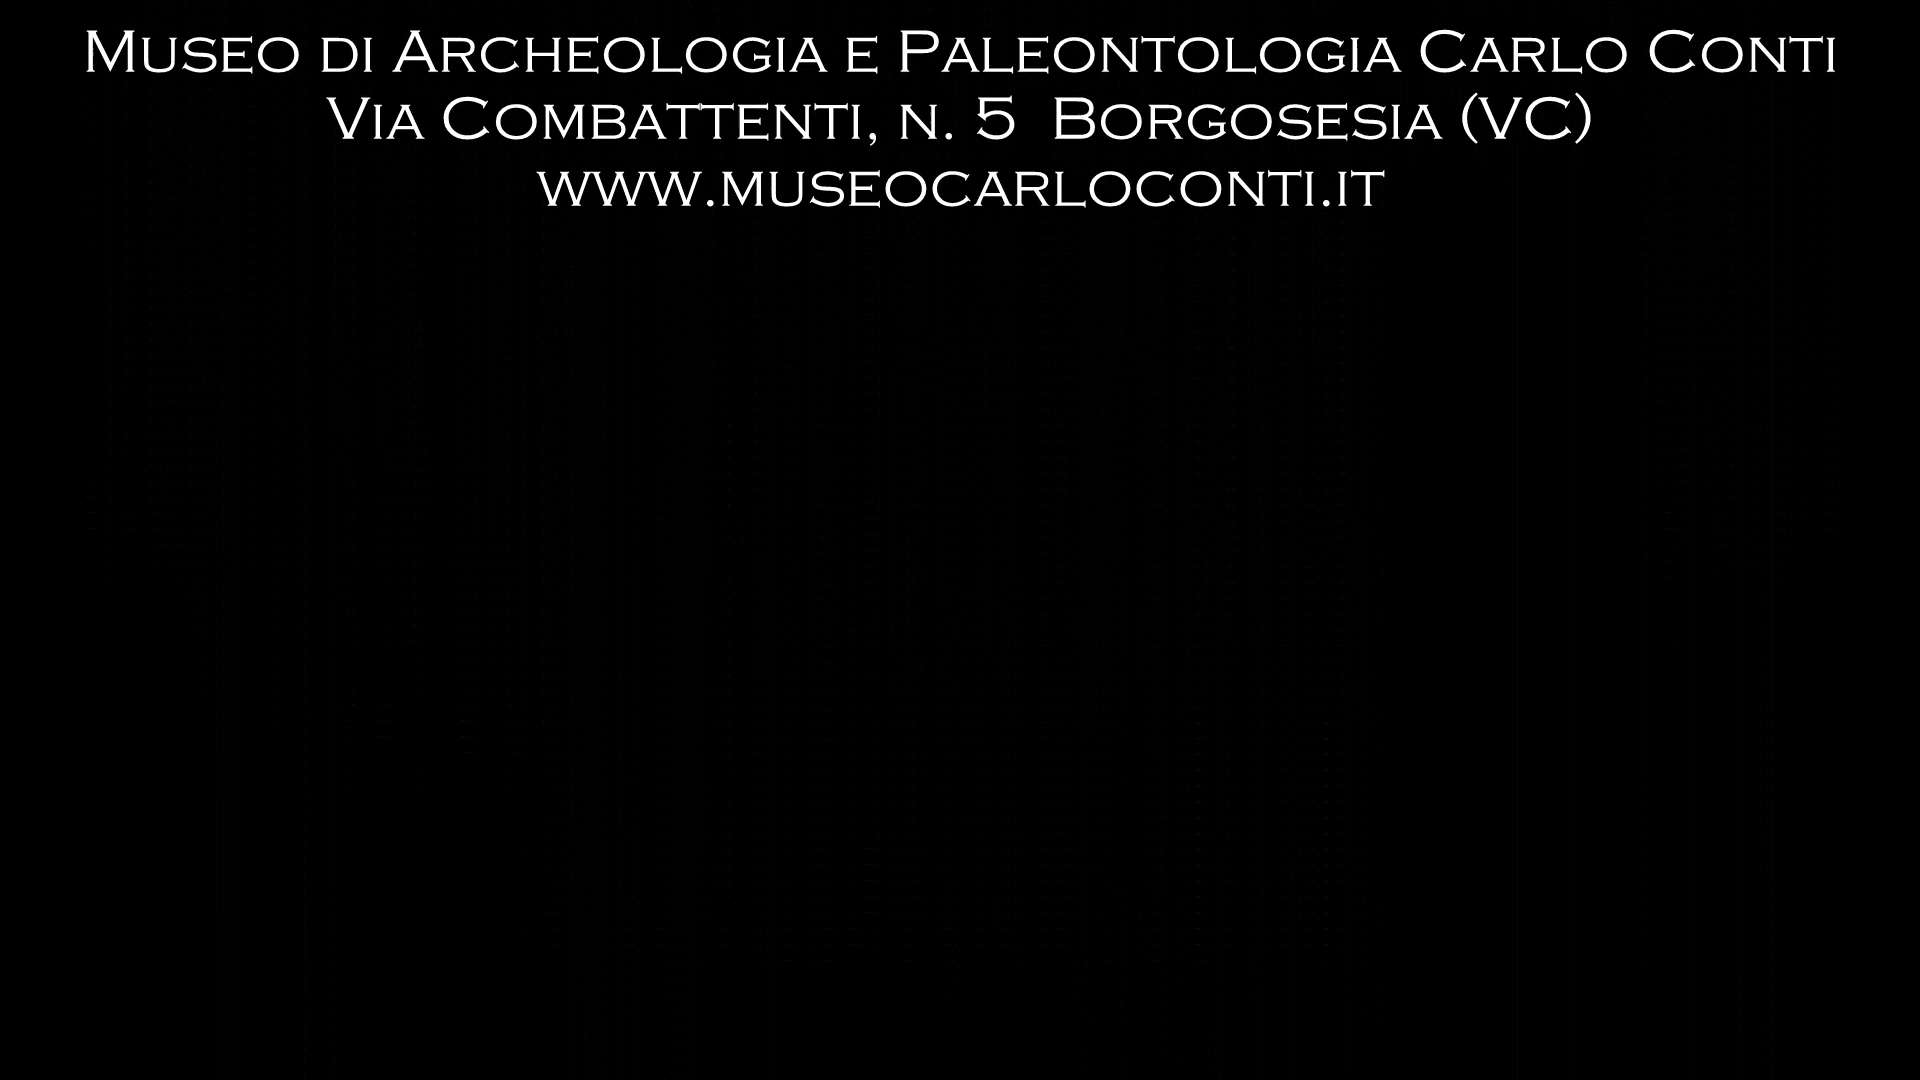 Museo di Archeologia e Paleontologia Carlo Conti
Via Combattenti, n. 5 Borgosesia (VC)
www.museocarloconti.it